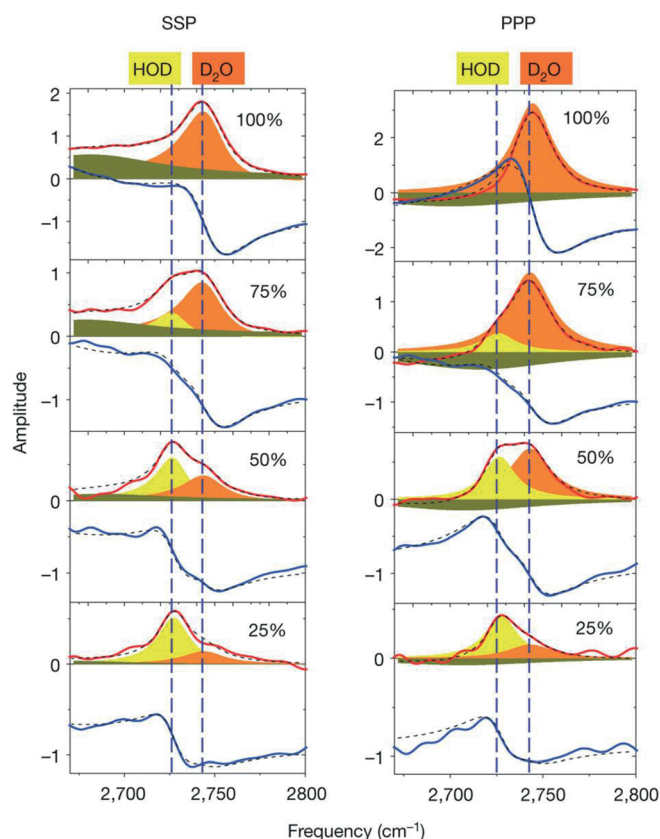 SSP PPP
HOD D₂O HOD D₂O
2 100% 2 100%
1
0 0
−1 −2
1 75% 1 75%
0 0
−1 −1
50% 50%
0 0
−1 −1
25% 25%
0 0
−1 −1
2,700 2,750 2800 2,700 2,750 2,800
Amplitude
Frequency (cm⁻¹)